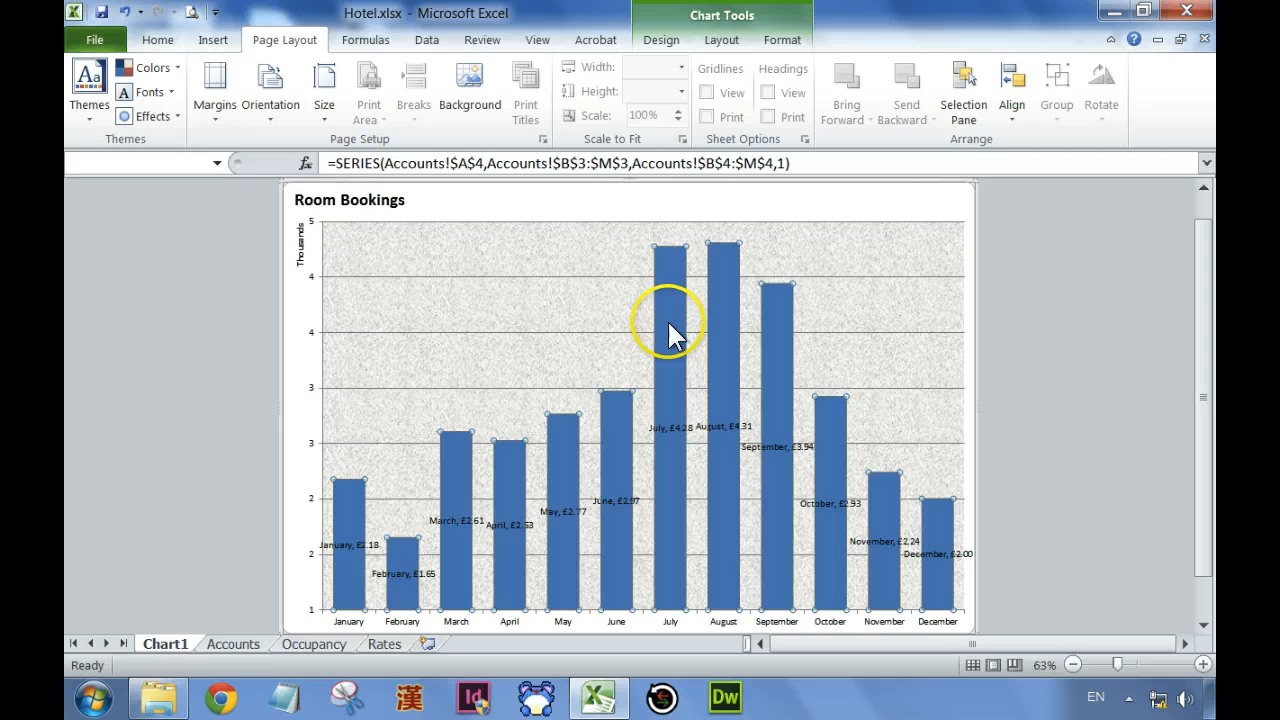 Hotel.xlsx - Microsoft Excel
Chart Tools
File Home Insert Page Layout Formulas Data Review View Acrobat Design Layout Format
Colors Width: Gridlines Headings
Aa Themes A Fonts Margins Orientation Size Print Area Breaks Background Print Titles Height: View View Bring Forward Send Backward Selection Pane Align Group Rotate
Effects Scale: 100% Print Print
Themes Page Setup Scale to Fit Sheet Options Arrange
fx =SERIES(Accounts!$A$4,Accounts!$B$3:$M$3,Accounts!$B$4:$M$4,1)
Room Bookings
Thousands
5
4
4
3
3
2
2
1
July, £4.28 August, £4.31
September, £3.94
June, £2.97 October, £2.93
May, £2.77
March, £2.61 April, £2.53
January, £2.18 November, £2.24
December, £2.00
February, £1.65
January February March April May June July August September October November December
Chart1 Accounts Occupancy Rates
Ready 63%
漢 Id Dw EN